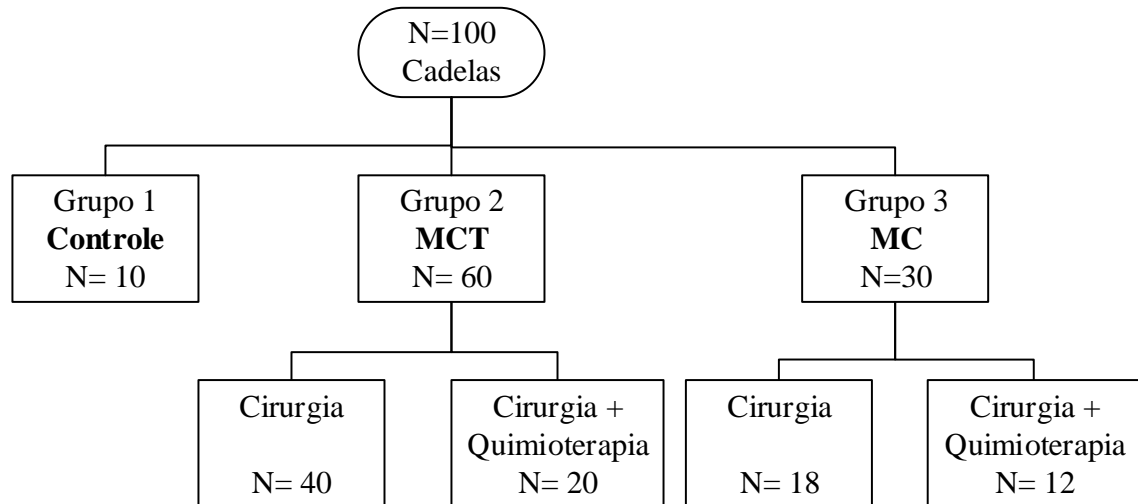 N=100
Cadelas
Grupo 1
Controle
N= 10
Grupo 2
MCT
N= 60
Grupo 3
MC
N=30
Cirurgia
N= 40
Cirurgia +
Quimioterapia
N= 20
Cirurgia
N= 18
Cirurgia +
Quimioterapia
N= 12